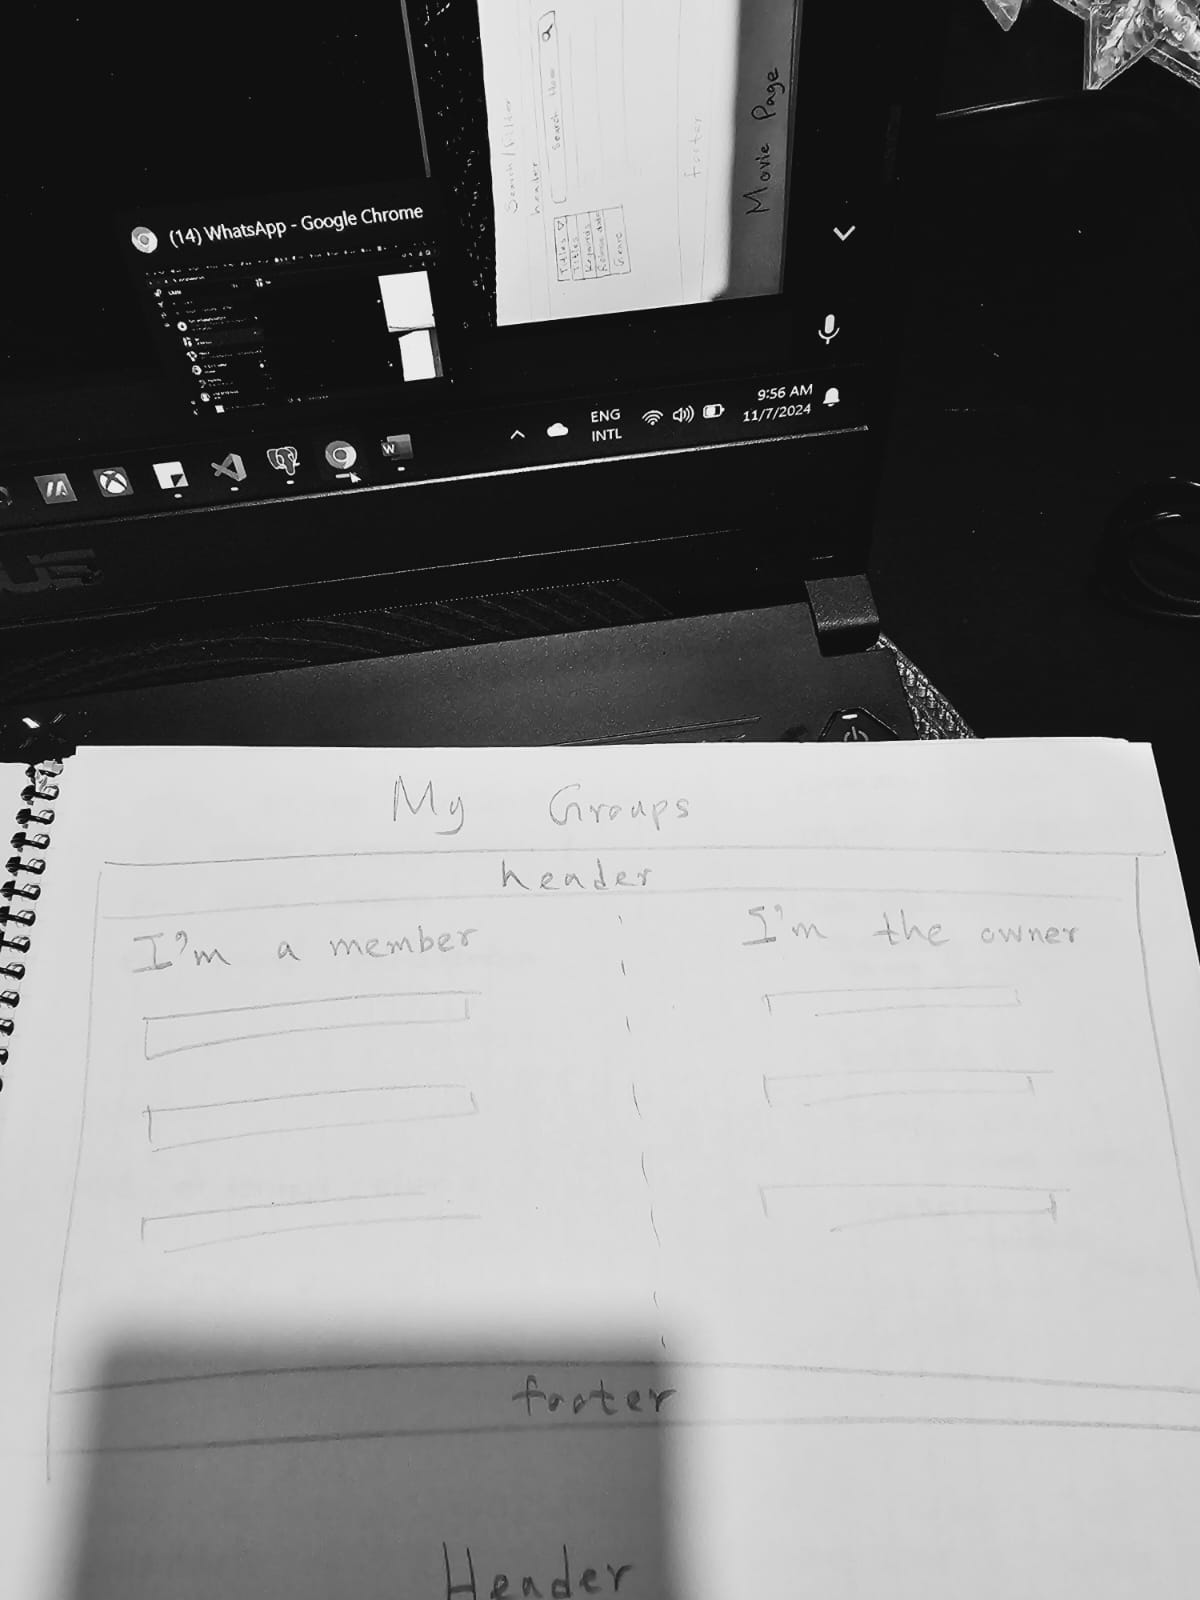 Search/Filter
header
Search Here
Titles
Titles
Keywords
Release date
Genre
footer
Movie Page
(14) WhatsApp - Google Chrome
ENG
INTL
9:56 AM
11/7/2024
W
My Groups
header
I'm a member
I'm the owner
footer
Header